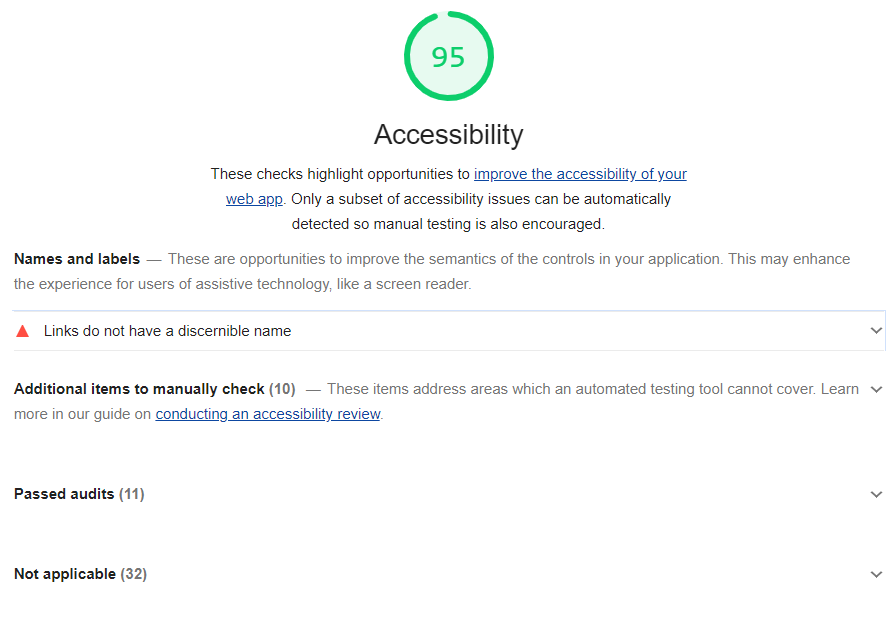 95
Accessibility
These checks highlight opportunities to improve the accessibility of your
web app. Only a subset of accessibility issues can be automatically
detected so manual testing is also encouraged.
Names and labels — These are opportunities to improve the semantics of the controls in your application. This may enhance
the experience for users of assistive technology, like a screen reader.
Links do not have a discernible name
Additional items to manually check (10) — These items address areas which an automated testing tool cannot cover. Learn
more in our guide on conducting an accessibility review.
Passed audits (11)
Not applicable (32)